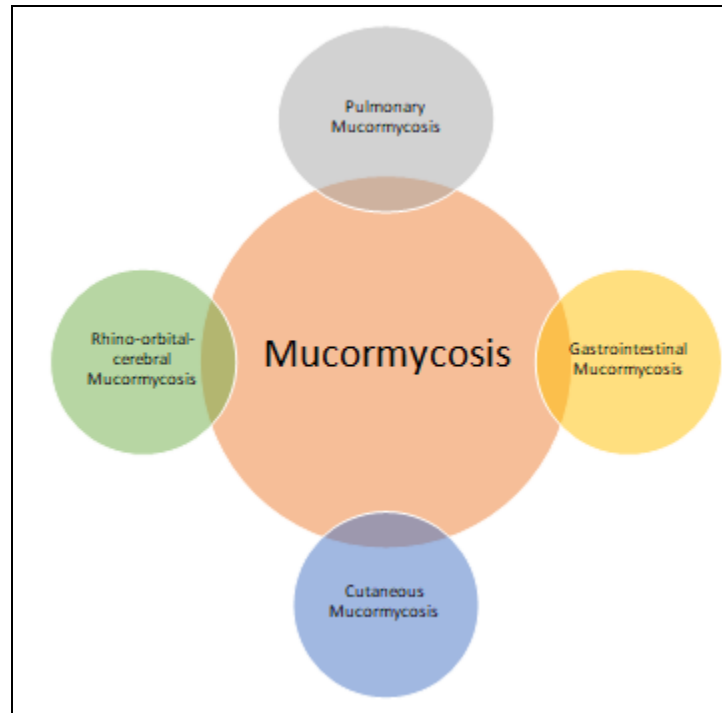 Pulmonary
Mucormycosis
Rhino-orbital-
cerebral
Mucormycosis
Mucormycosis
Gastrointestinal
Mucormycosis
Cutaneous
Mucormycosis